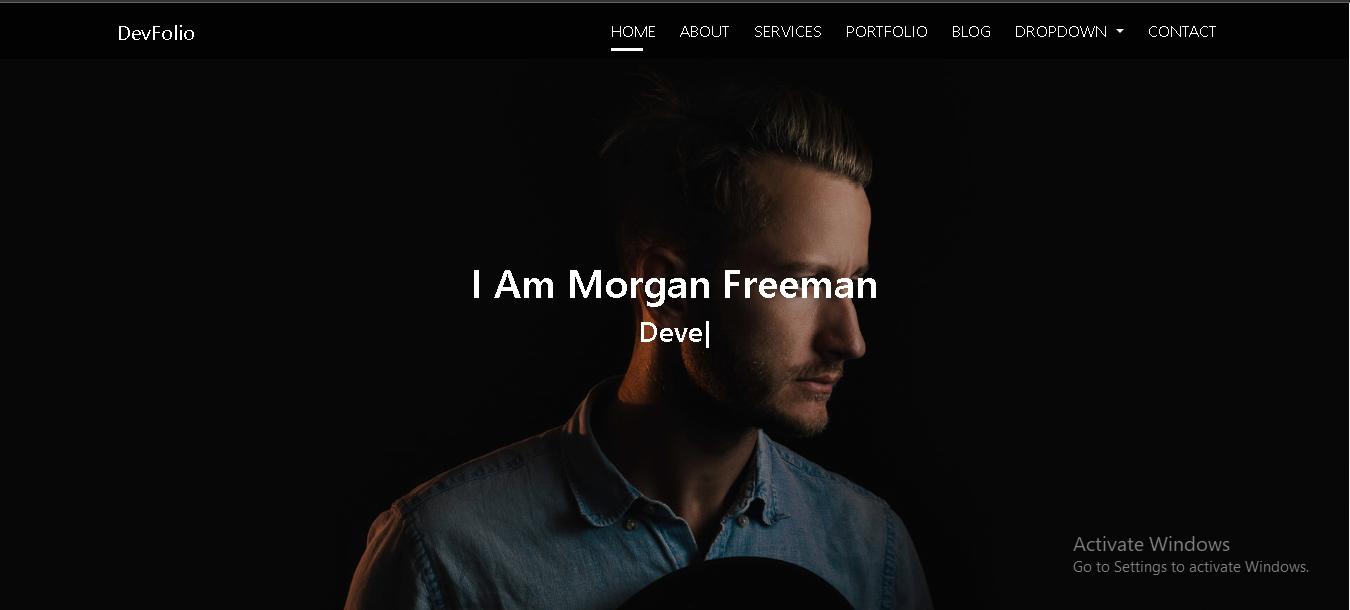 DevFolio
HOME ABOUT SERVICES PORTFOLIO BLOG DROPDOWN CONTACT
I Am Morgan Freeman
Deve|
Activate Windows
Go to Settings to activate Windows.